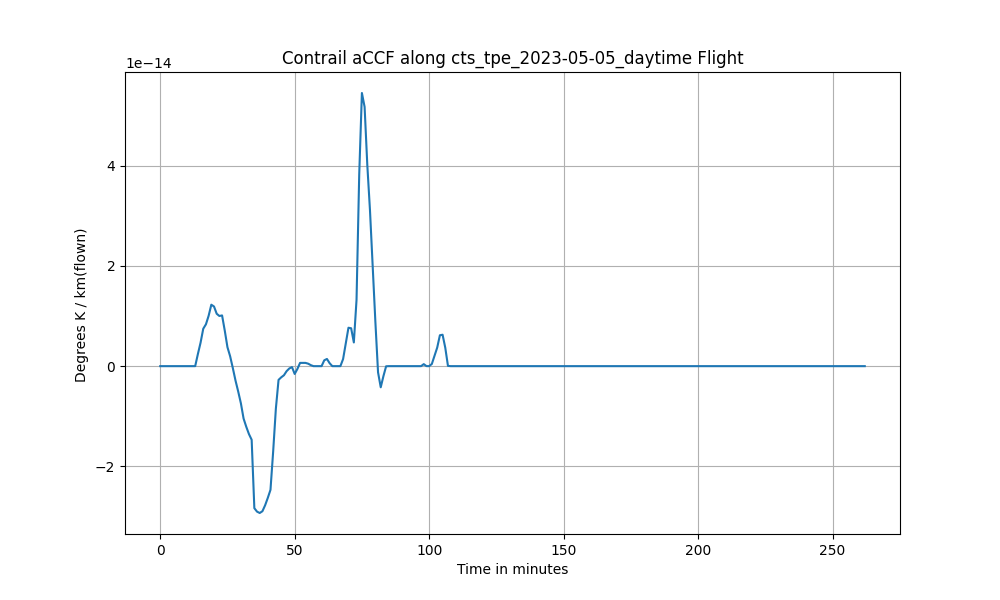 Contrail aCCF along cts_tpe_2023-05-05_daytime Flight
1e−14
4
2
0
−2
Degrees K / km(flown)
0 50 100 150 200 250
Time in minutes